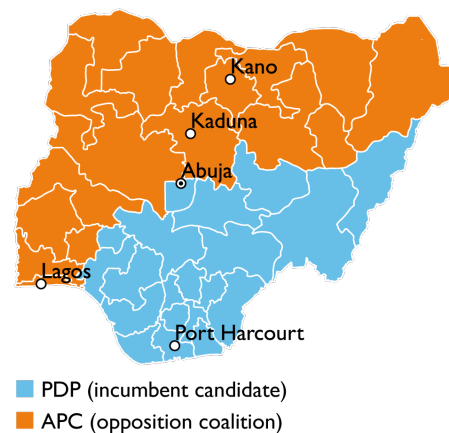 Kano
Kaduna
Abuja
Lagos
Port Harcourt
PDP (incumbent candidate)
APC (opposition coalition)